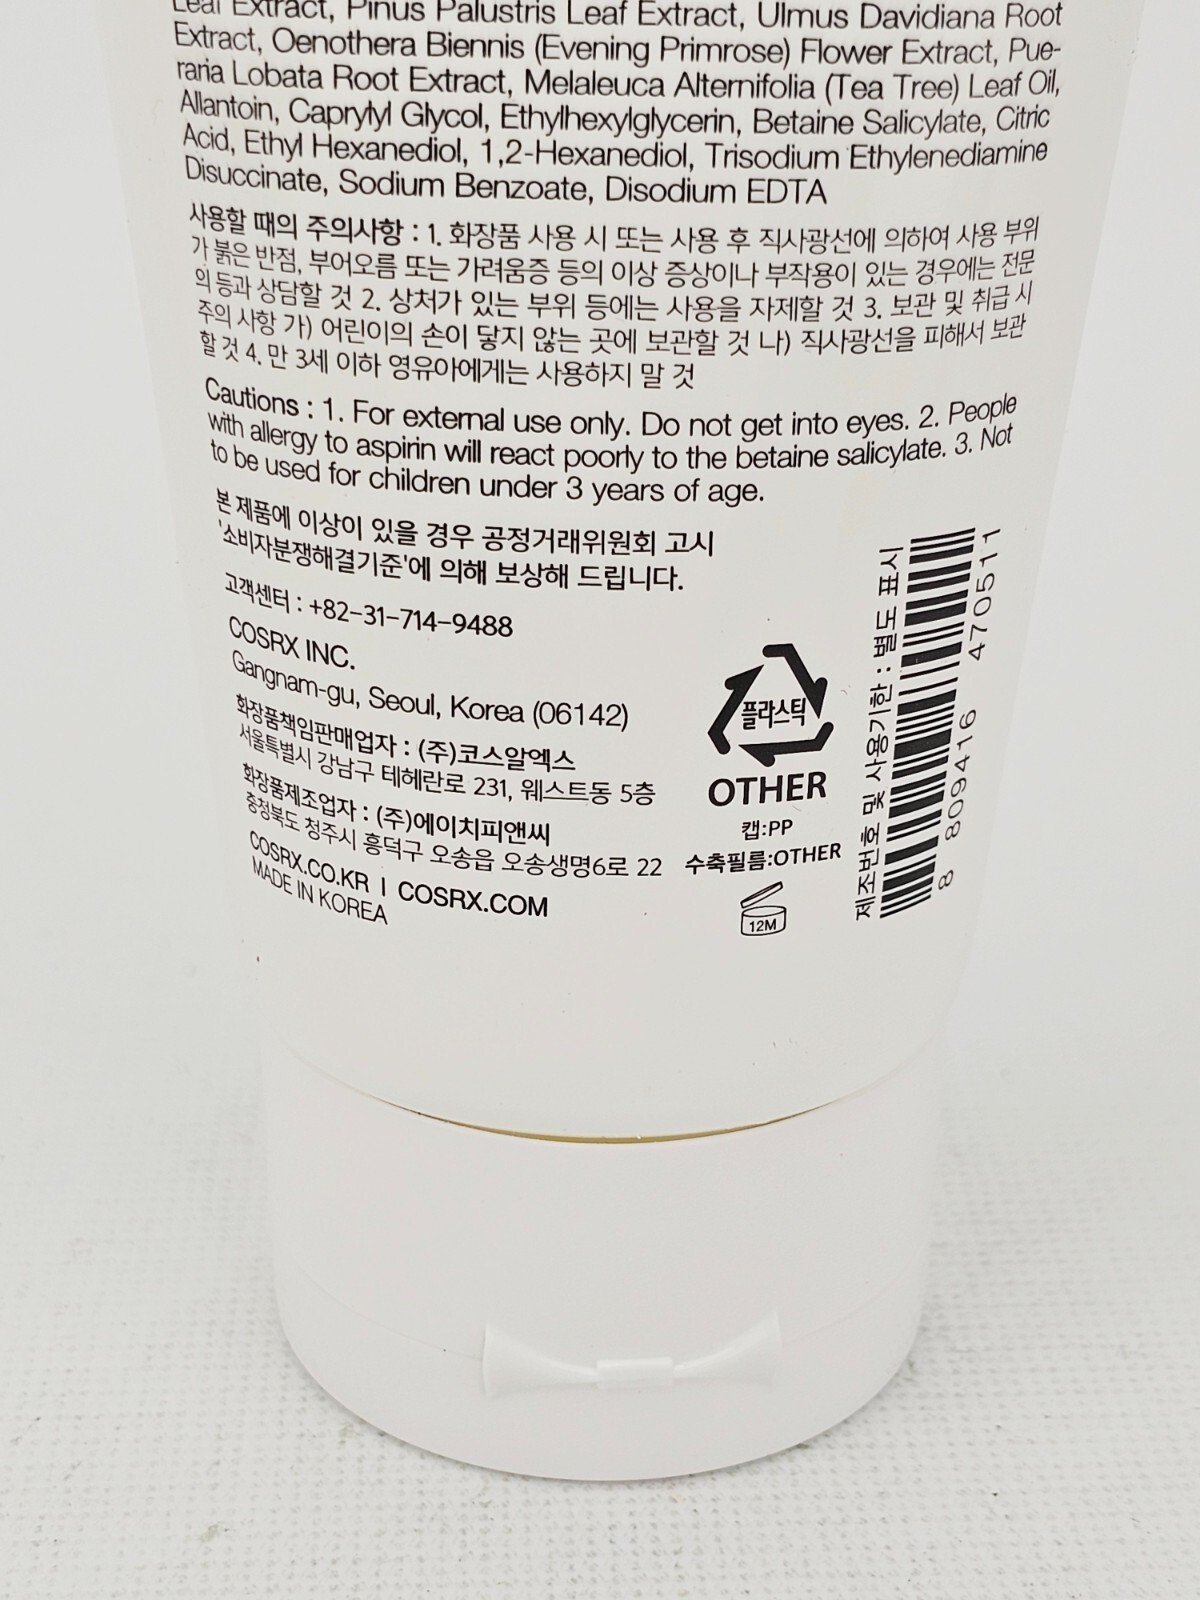 Leaf Extract, Pinus Palustris Leaf Extract, Ulmus Davidiana Root
Extract, Oenothera Biennis (Evening Primrose) Flower Extract, Pue-
raria Lobata Root Extract, Melaleuca Alternifolia (Tea Tree) Leaf Oil,
Allantoin, Caprylyl Glycol, Ethylhexylglycerin, Betaine Salicylate, Citric
Acid, Ethyl Hexanediol, 1,2-Hexanediol, Trisodium Ethylenediamine
Disuccinate, Sodium Benzoate, Disodium EDTA
사용할 때의 주의사항 : 1. 화장품 사용 시 또는 사용 후 직사광선에 의하여 사용 부위
가 붉은 반점, 부어오름 또는 가려움증 등의 이상 증상이나 부작용이 있는 경우에는 전문
의 등과 상담할 것 2. 상처가 있는 부위 등에는 사용을 자제할 것 3. 보관 및 취급 시
주의 사항 가) 어린이의 손이 닿지 않는 곳에 보관할 것 나) 직사광선을 피해서 보관
할 것 4. 만 3세 이하 영유아에게는 사용하지 말 것
Cautions : 1. For external use only. Do not get into eyes. 2. People
with allergy to aspirin will react poorly to the betaine salicylate. 3. Not
to be used for children under 3 years of age.
본 제품에 이상이 있을 경우 공정거래위원회 고시
'소비자분쟁해결기준'에 의해 보상해 드립니다.
고객센터 : +82-31-714-9488
COSRX INC.
Gangnam-gu, Seoul, Korea (06142)
화장품책임판매업자 : (주)코스알엑스
서울특별시 강남구 테헤란로 231, 웨스트동 5층
화장품제조업자 : (주)에이치피앤씨
충청북도 청주시 흥덕구 오송읍 오송생명6로 22
COSRX.CO.KR | COSRX.COM
MADE IN KOREA
플라스틱
OTHER
캡:PP
수축필름:OTHER
12M
제조번호 및 사용기한 : 별도 표시
8 809416 470511